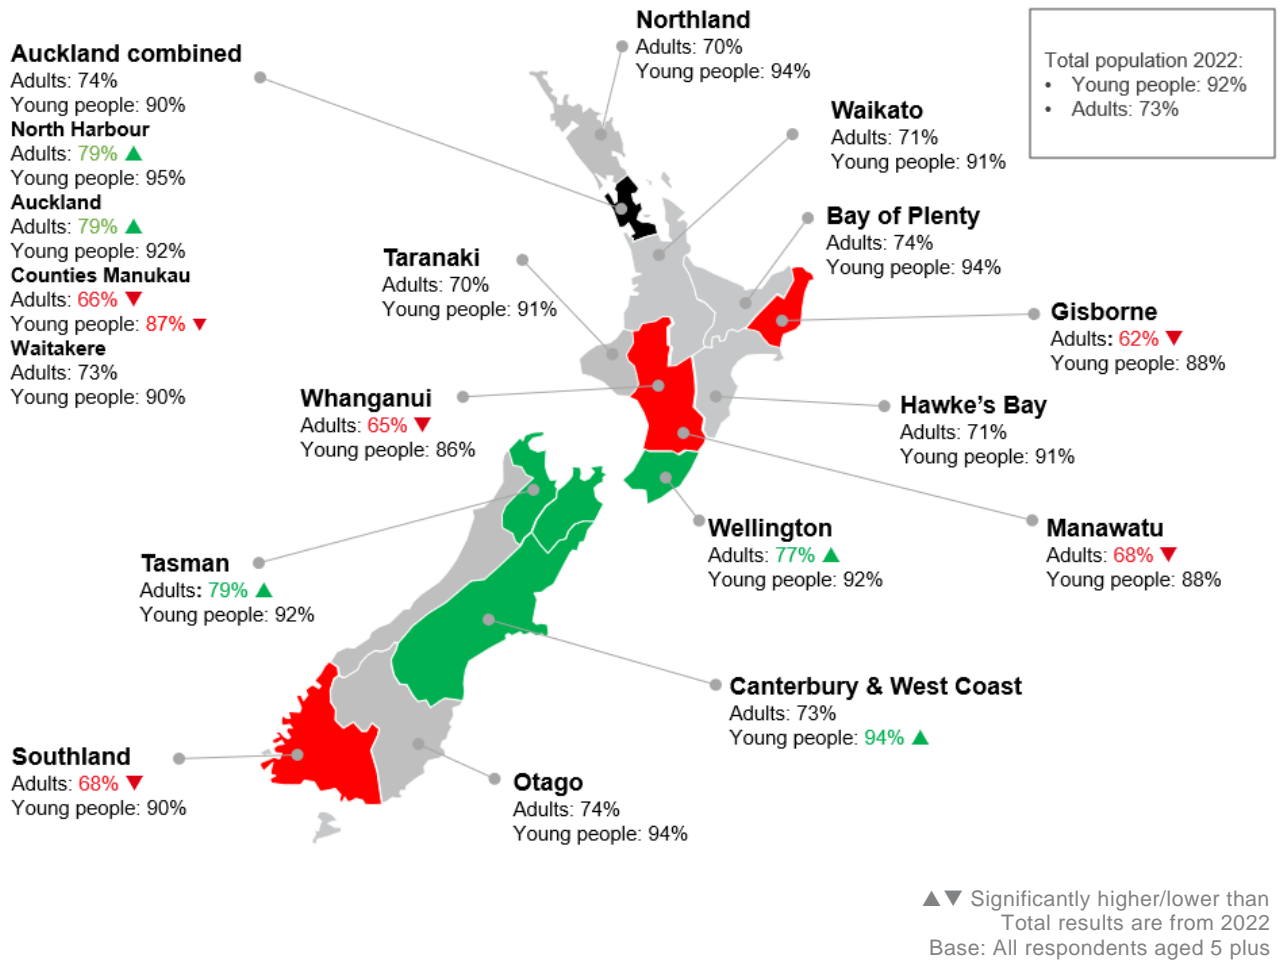 Northland
Adults: 70%
Young people: 94%
Total population 2022:
• Young people: 92%
• Adults: 73%
Auckland combined
Adults: 74%
Young people: 90%
North Harbour
Adults: 79% ▲
Young people: 95%
Auckland
Adults: 79% ▲
Young people: 92%
Counties Manukau
Adults: 66% ▼
Young people: 87% ▼
Waitakere
Adults: 73%
Young people: 90%
Waikato
Adults: 71%
Young people: 91%
Bay of Plenty
Adults: 74%
Young people: 94%
Taranaki
Adults: 70%
Young people: 91%
Gisborne
Adults: 62% ▼
Young people: 88%
Whanganui
Adults: 65% ▼
Young people: 86%
Hawke’s Bay
Adults: 71%
Young people: 91%
Wellington
Adults: 77% ▲
Young people: 92%
Manawatu
Adults: 68% ▼
Young people: 88%
Tasman
Adults: 79% ▲
Young people: 92%
Canterbury & West Coast
Adults: 73%
Young people: 94% ▲
Southland
Adults: 68% ▼
Young people: 90%
Otago
Adults: 74%
Young people: 94%
▲▼ Significantly higher/lower than
Total results are from 2022
Base: All respondents aged 5 plus